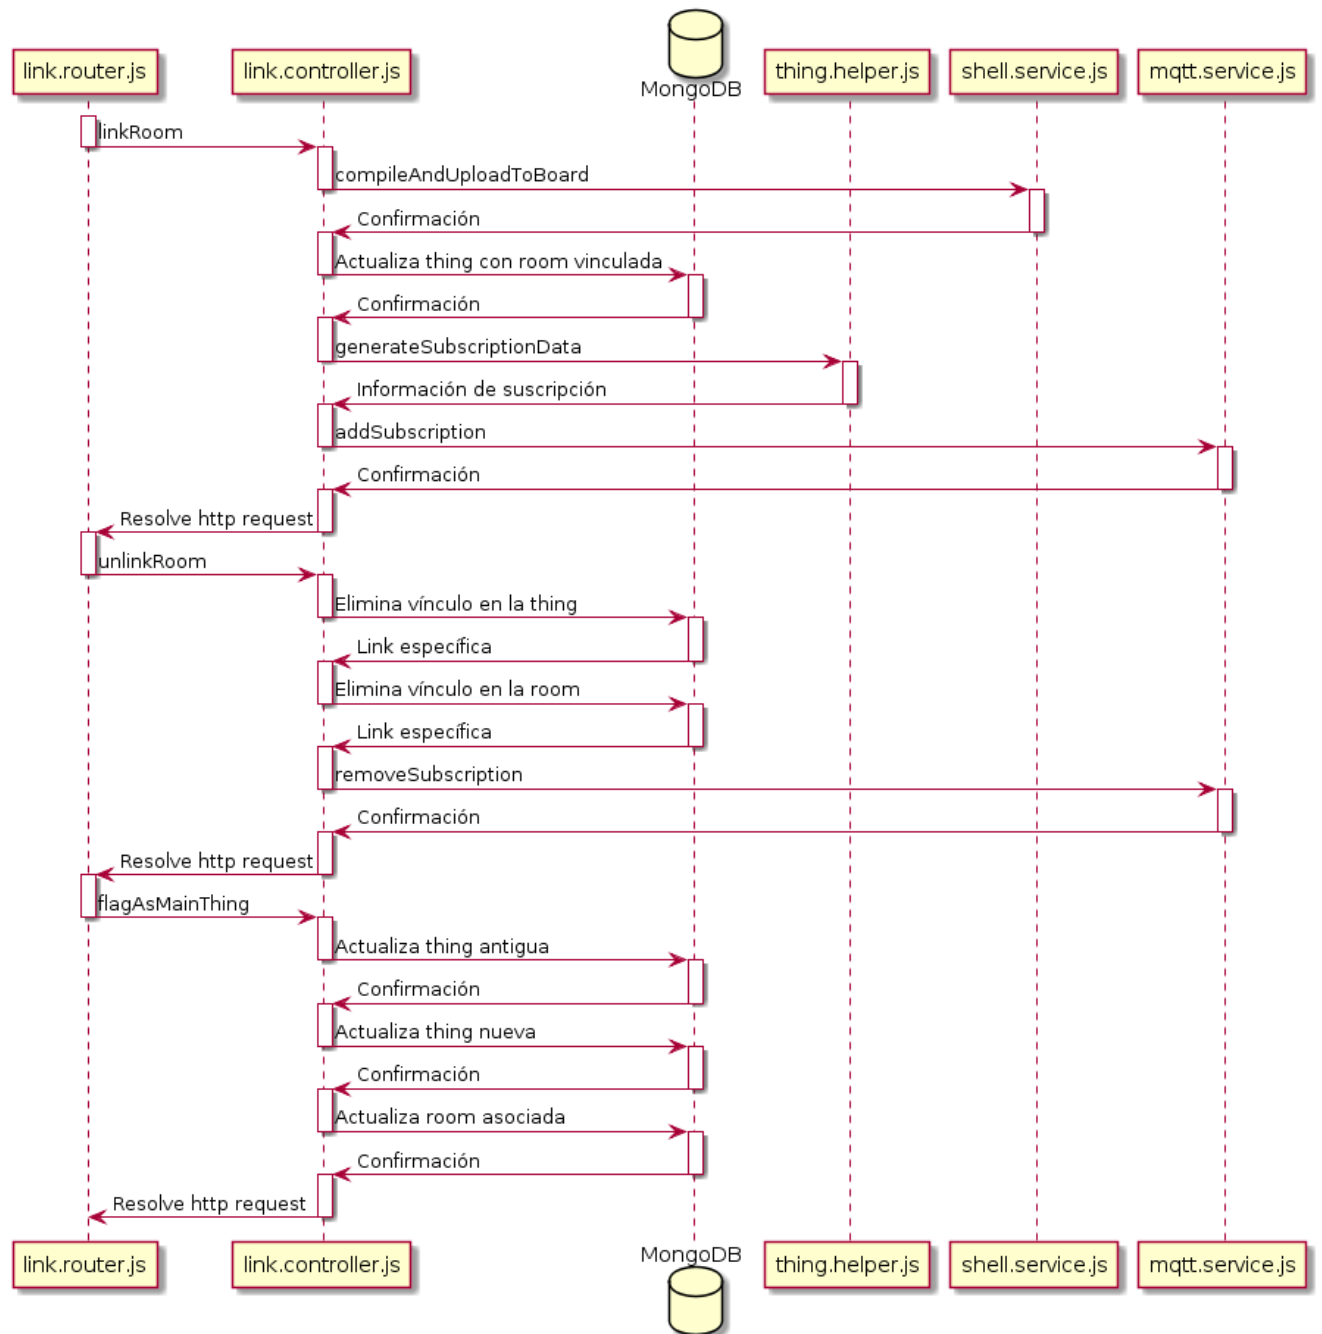 MongoDB
link.router.js
link.controller.js
thing.helper.js
shell.service.js
mqtt.service.js
linkRoom
compileAndUploadToBoard
Confirmación
Actualiza thing con room vinculada
Confirmación
generateSubscriptionData
Información de suscripción
addSubscription
Confirmación
Resolve http request
unlinkRoom
Elimina vínculo en la thing
Link específica
Elimina vínculo en la room
Link específica
removeSubscription
Confirmación
Resolve http request
flagAsMainThing
Actualiza thing antigua
Confirmación
Actualiza thing nueva
Confirmación
Actualiza room asociada
Confirmación
Resolve http request
link.router.js
link.controller.js
MongoDB
thing.helper.js
shell.service.js
mqtt.service.js